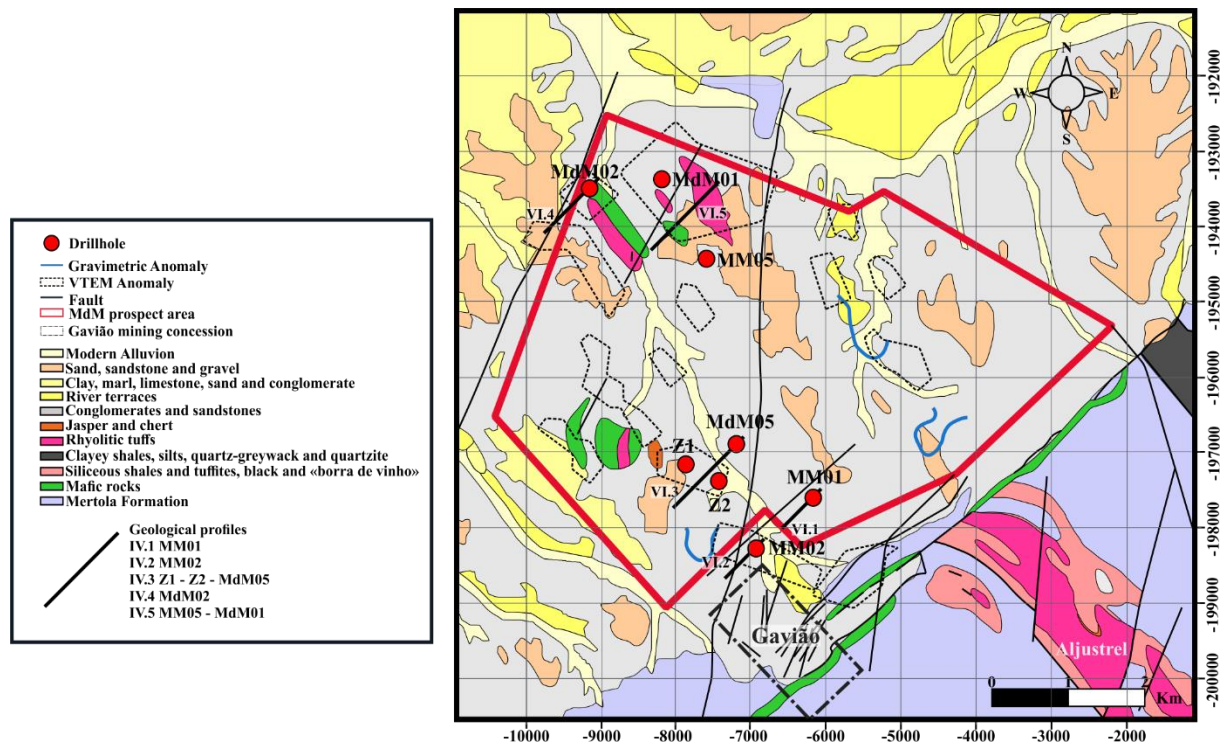 Drillhole
Gravimetric Anomaly
VTEM Anomaly
Fault
MdM prospect area
Gavião mining concession
Modern Alluvion
Sand, sandstone and gravel
Clay, marl, limestone, sand and conglomerate
River terraces
Conglomerates and sandstones
Jasper and chert
Rhyolitic tuffs
Clayey shales, silts, quartz-greywack and quartzite
Siliceous shales and tuffites, black and «borra de vinho»
Mafic rocks
Mertola Formation
Geological profiles
IV.1 MM01
IV.2 MM02
IV.3 Z1 - Z2 - MdM05
IV.4 MdM02
IV.5 MM05 - MdM01
N
W
E
S
MdM02
MdM01
VI.4
VI.5
MM05
MdM05
Z1
VI.3
Z2
MM01
VI.1
MM02
VI.2
Gavião
Aljustrel
0
1
2
Km
-192000
-193000
-194000
-195000
-196000
-197000
-198000
-199000
-200000
-10000
-9000
-8000
-7000
-6000
-5000
-4000
-3000
-2000